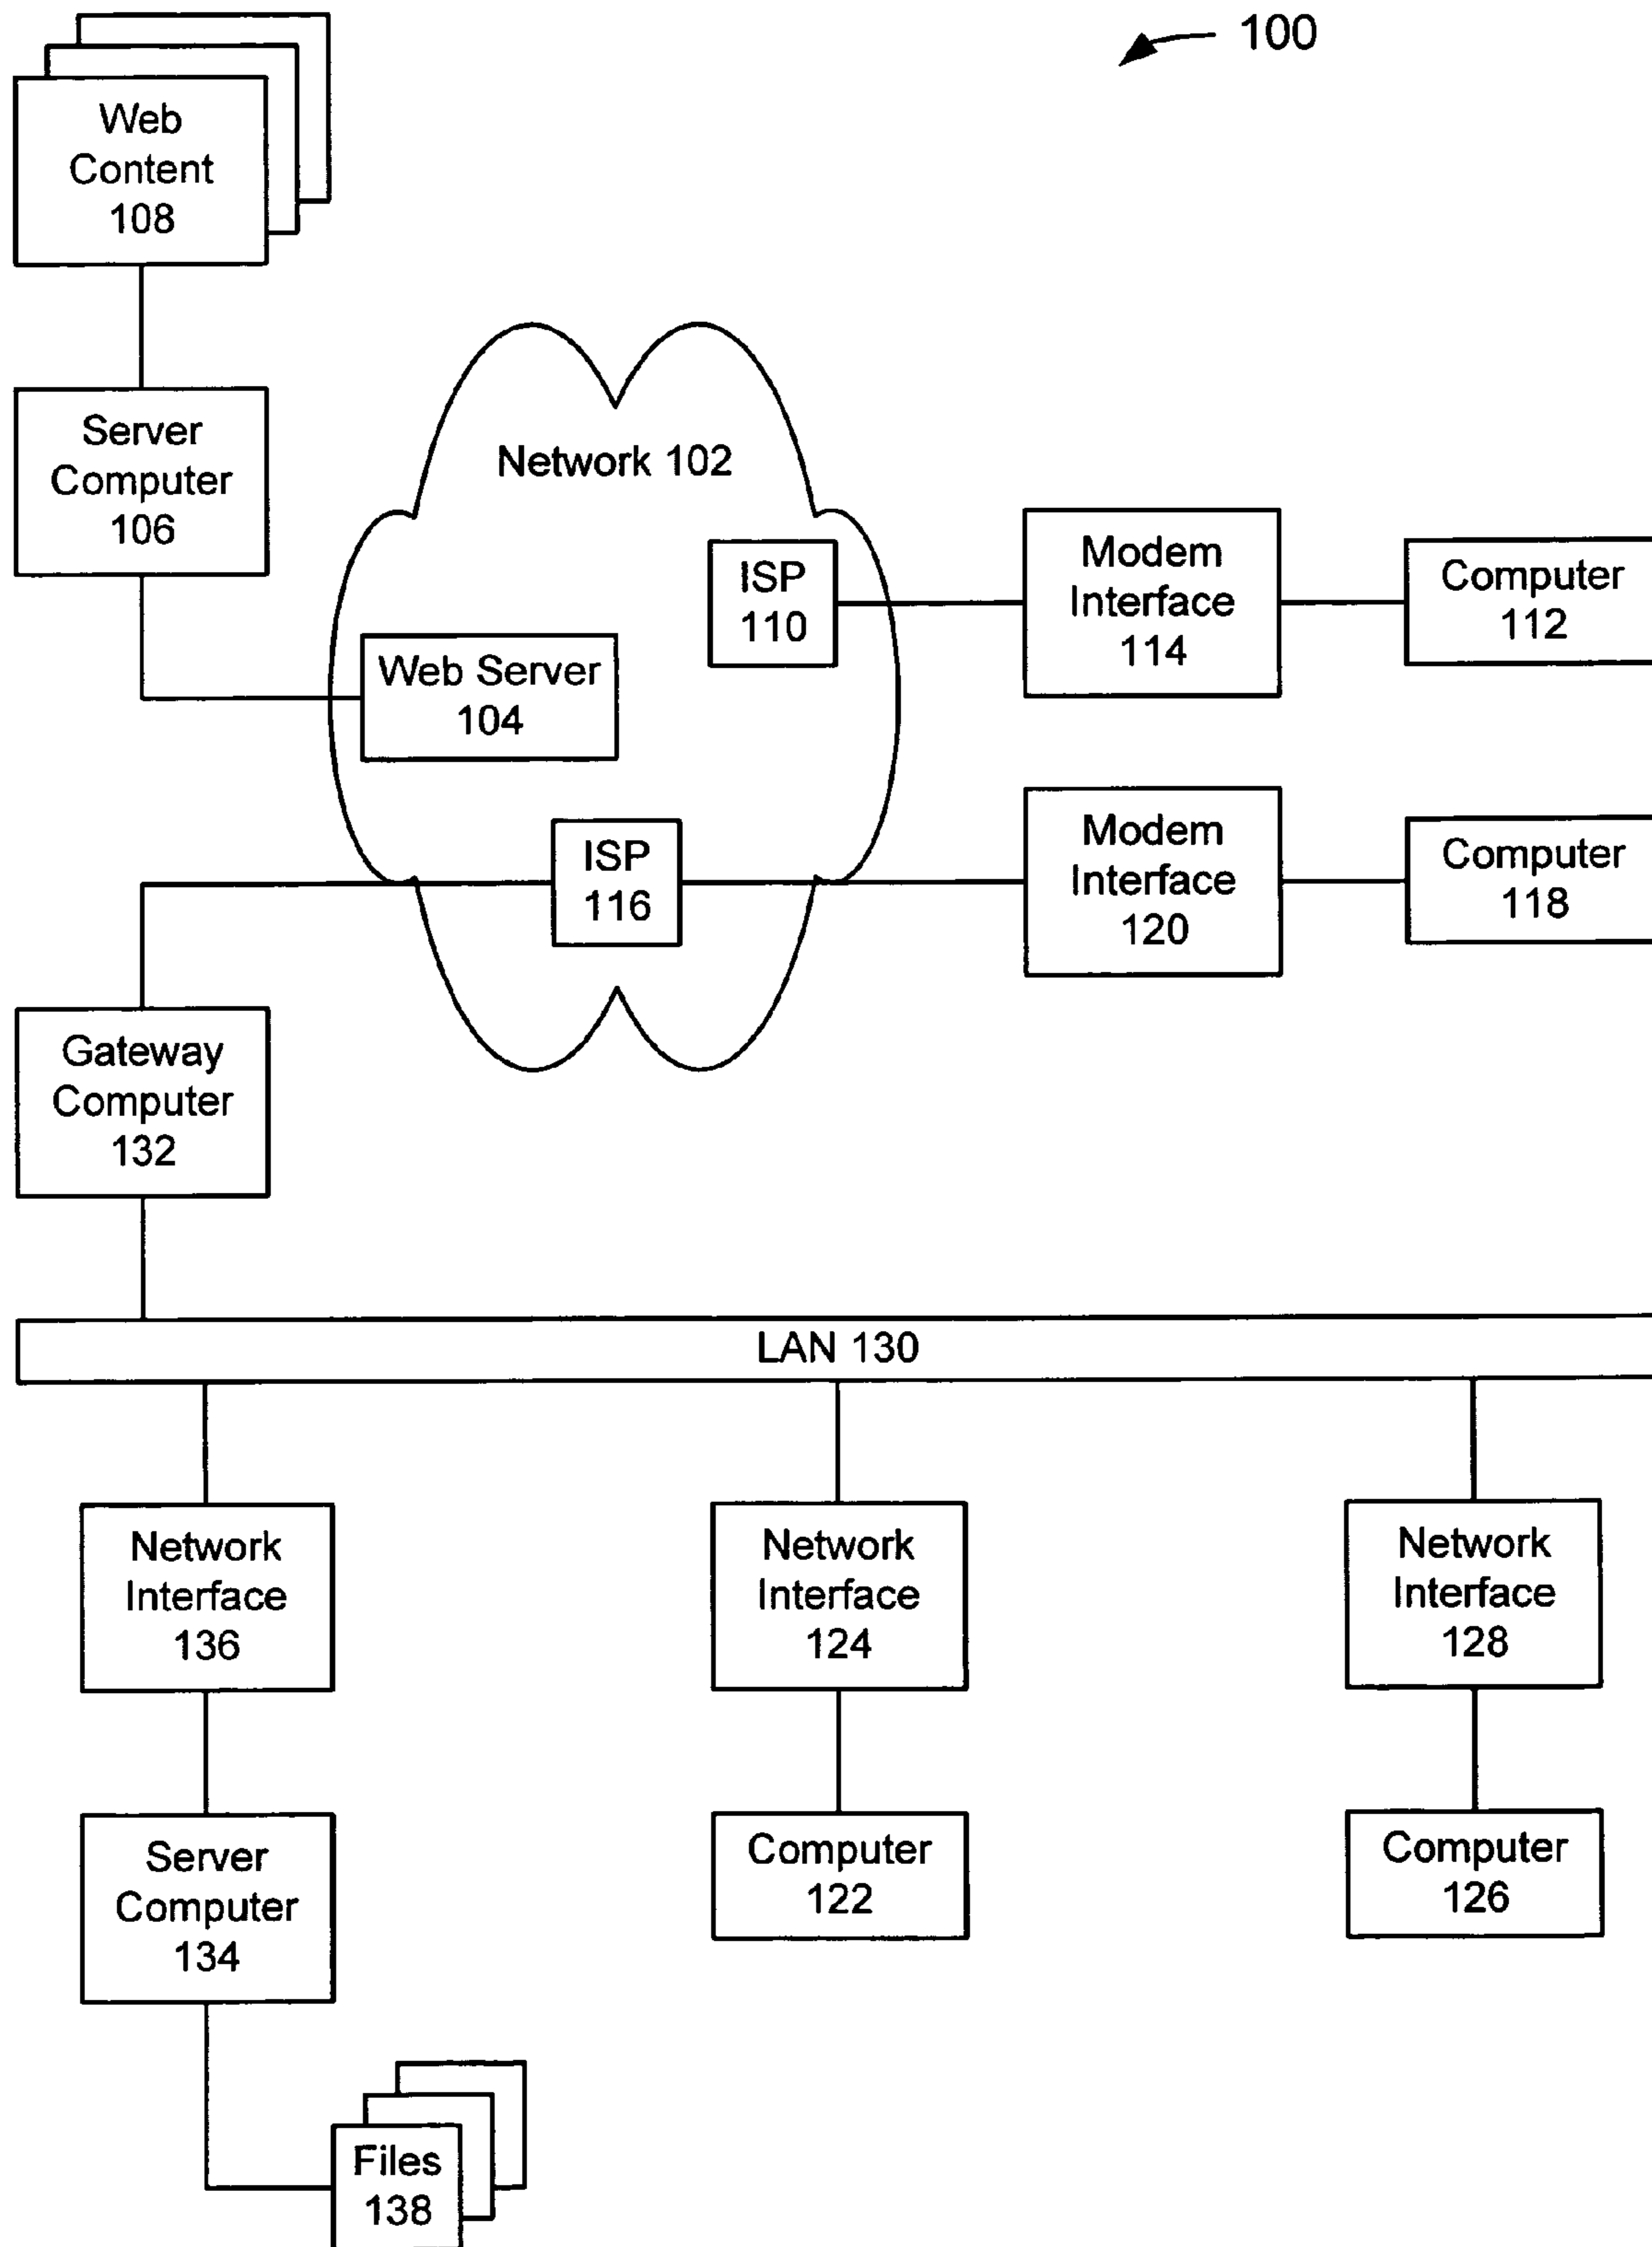 100
Web
Content
108
Server
Computer
106
Network 102
ISP
110
Modem
Interface
114
Computer
112
Web Server
104
ISP
116
Modem
Interface
120
Computer
118
Gateway
Computer
132
LAN 130
Network
Interface
136
Network
Interface
124
Network
Interface
128
Server
Computer
134
Computer
122
Computer
126
Files
138